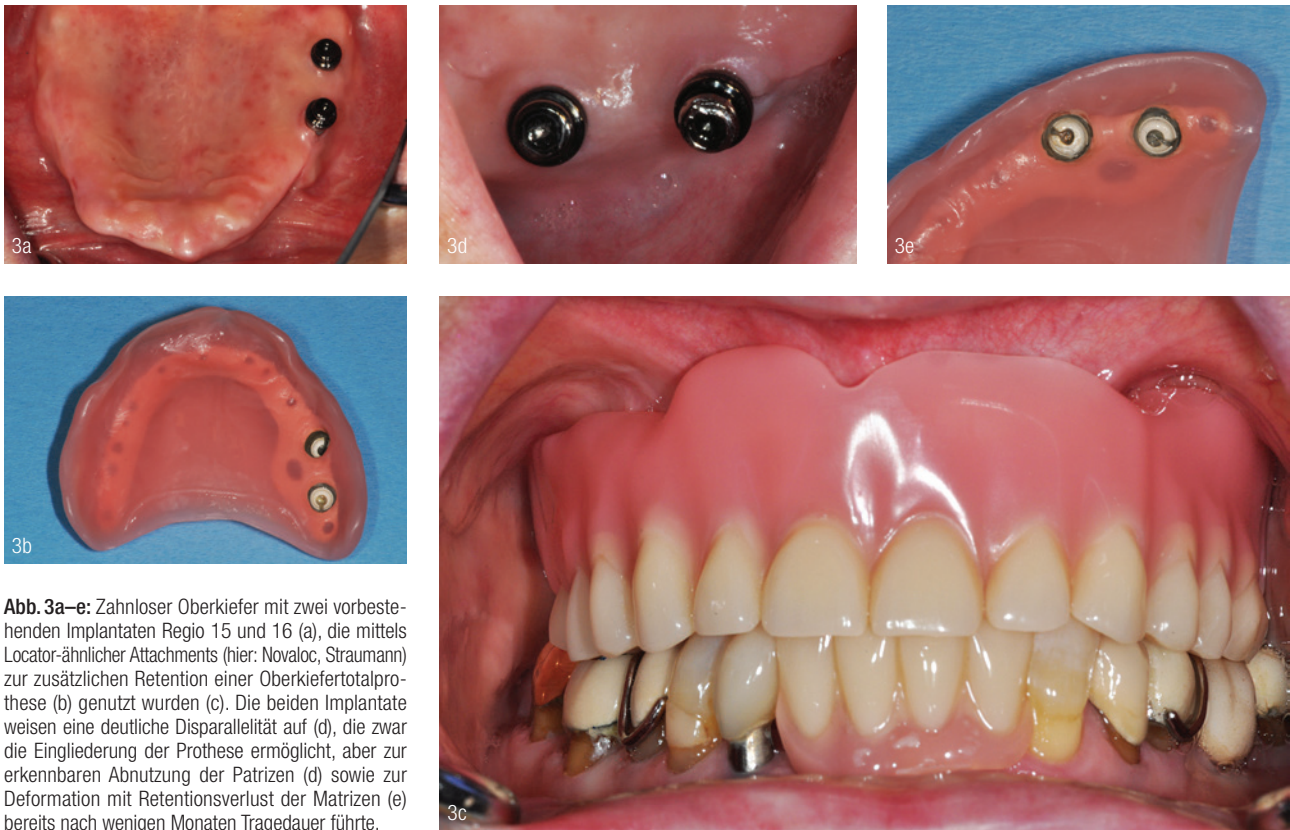 3a
3d
3e
3b
3c
Abb. 3a–e: Zahnloser Oberkiefer mit zwei vorbeste-
henden Implantaten Regio 15 und 16 (a), die mittels
Locator-ähnlicher Attachments (hier: Novaloc, Straumann)
zur zusätzlichen Retention einer Oberkiefertotalpro-
these (b) genutzt wurden (c). Die beiden Implantate
weisen eine deutliche Disparallelität auf (d), die zwar
die Eingliederung der Prothese ermöglicht, aber zur
erkennbaren Abnutzung der Patrizen (d) sowie zur
Deformation mit Retentionsverlust der Matrizen (e)
bereits nach wenigen Monaten Tragedauer führte.